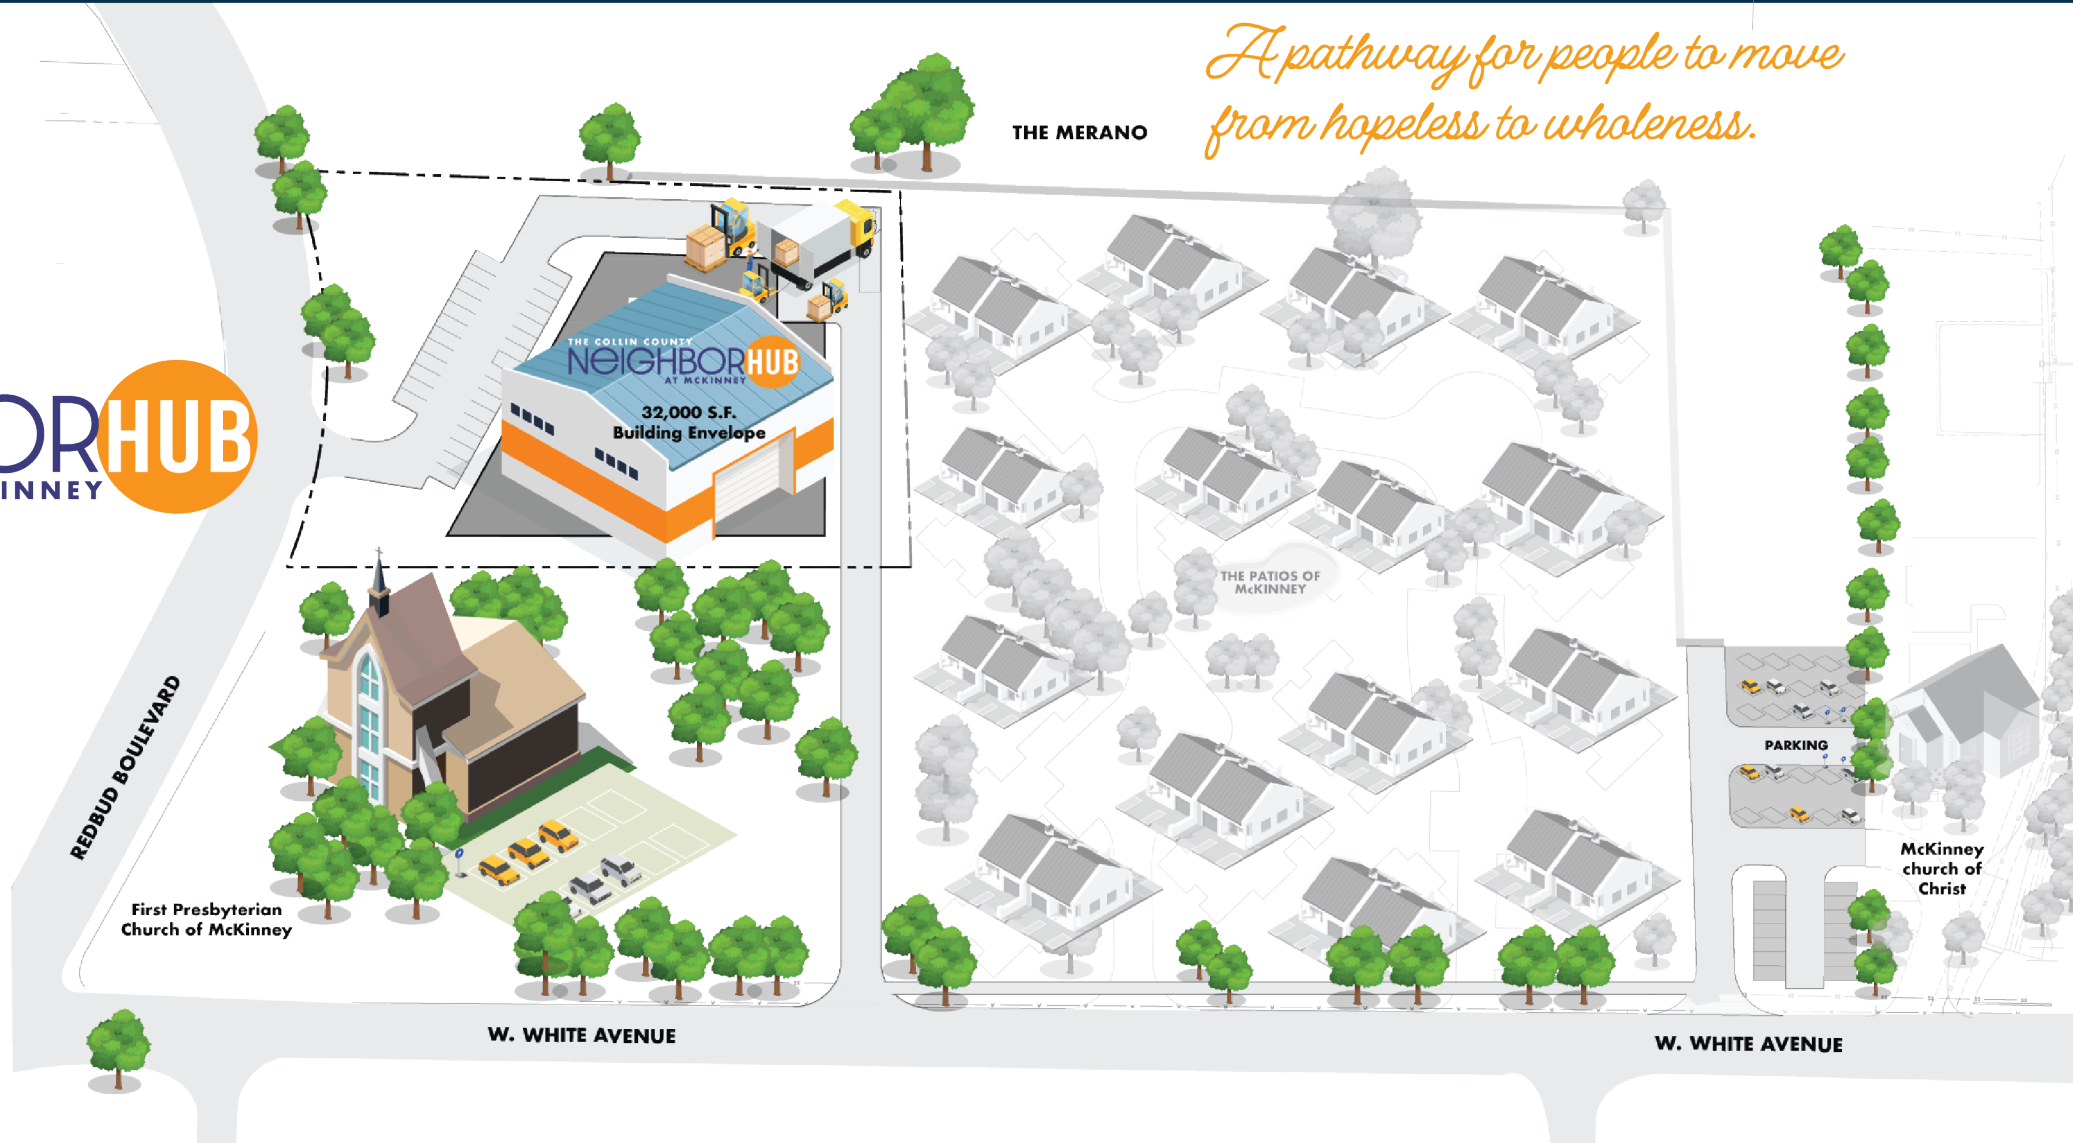 A pathway for people to move
from hopeless to wholeness.
THE MERANO
THE COLLIN COUNTY
NEIGHBORHUB
AT MCKINNEY
32,000 S.F.
Building Envelope
ORHUB
INNEY
THE PATIOS OF
McKINNEY
REDBUD BOULEVARD
PARKING
First Presbyterian
Church of McKinney
McKinney
church of
Christ
W. WHITE AVENUE
W. WHITE AVENUE